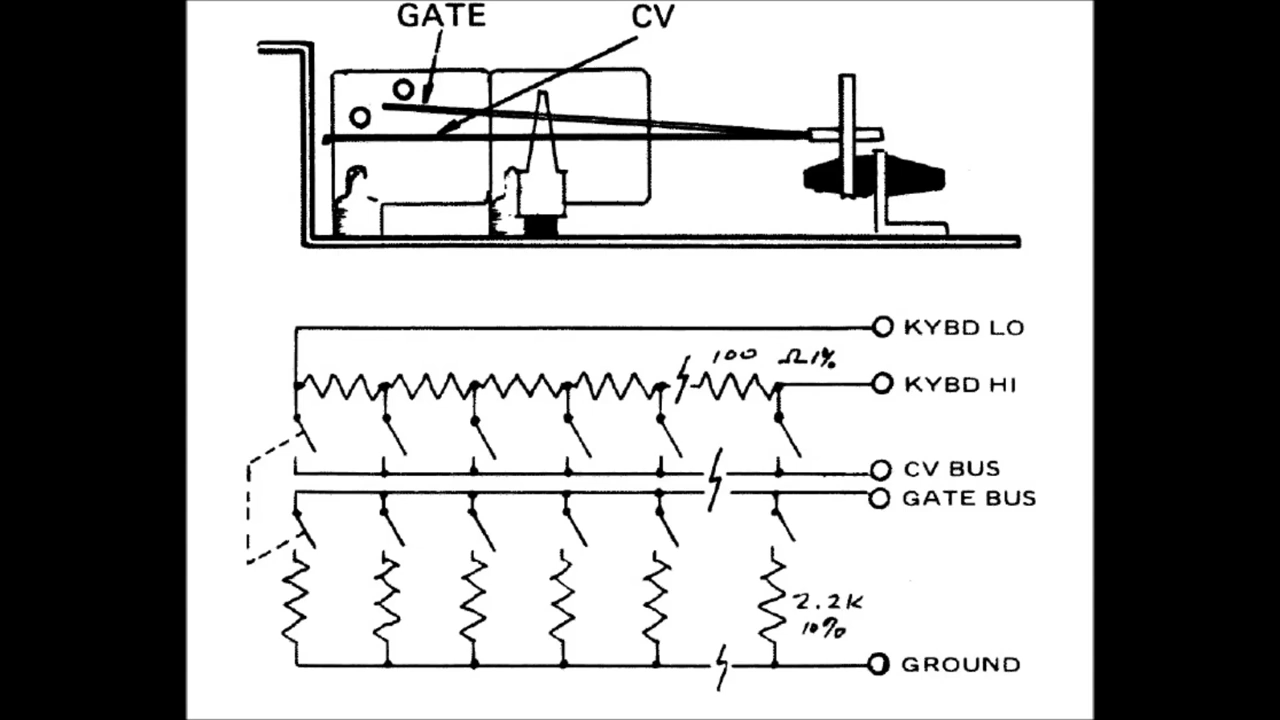 GATE
CV
KYBD LO
100 Ω 1%
KYBD HI
CV BUS
GATE BUS
2.2K
10%
GROUND